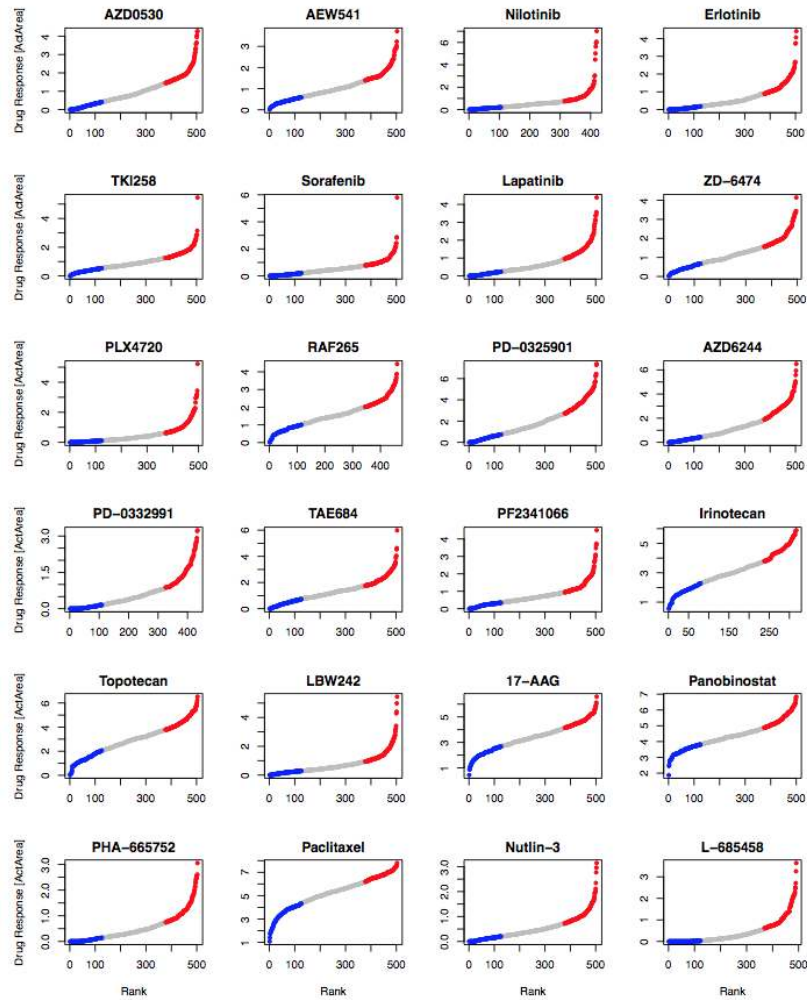 AZD0530 AEW541 Nilotinib Erlotinib
Drug Response [ActArea]
0 1 2 3 4
0 1 2 3
0 2 4 6
0 1 2 3 4
0 100 300 500
0 100 300 500
0 100 200 300 400
0 100 300 500
TKI258 Sorafenib Lapatinib ZD-6474
Drug Response [ActArea]
0 2 4
0 2 4 6
0 1 2 3 4
0 1 2 3 4
0 100 300 500
0 100 300 500
0 100 300 500
0 100 300 500
PLX4720 RAF265 PD-0325901 AZD6244
Drug Response [ActArea]
0 2 4
0 1 2 3 4
0 2 4 6
0 2 4 6
0 100 300 500
0 100 200 300 400
0 100 300 500
0 100 300 500
PD-0332991 TAE684 PF2341066 Irinotecan
Drug Response [ActArea]
0.0 1.5 3.0
0 2 4 6
0 1 2 3 4
1 3 5
0 100 200 300 400
0 100 300 500
0 100 300 500
0 50 150 250
Topotecan LBW242 17-AAG Panobinostat
Drug Response [ActArea]
0 2 4 6
0 1 2 3 4 5
1 3 5
2 3 4 5 6 7
0 100 300 500
0 100 300 500
0 100 300 500
0 100 300 500
PHA-665752 Paclitaxel Nutlin-3 L-685458
Drug Response [ActArea]
0.0 1.0 2.0 3.0
1 3 5 7
0.0 1.0 2.0 3.0
0 1 2 3
0 100 300 500
0 100 300 500
0 100 300 500
0 100 300 500
Rank Rank Rank Rank